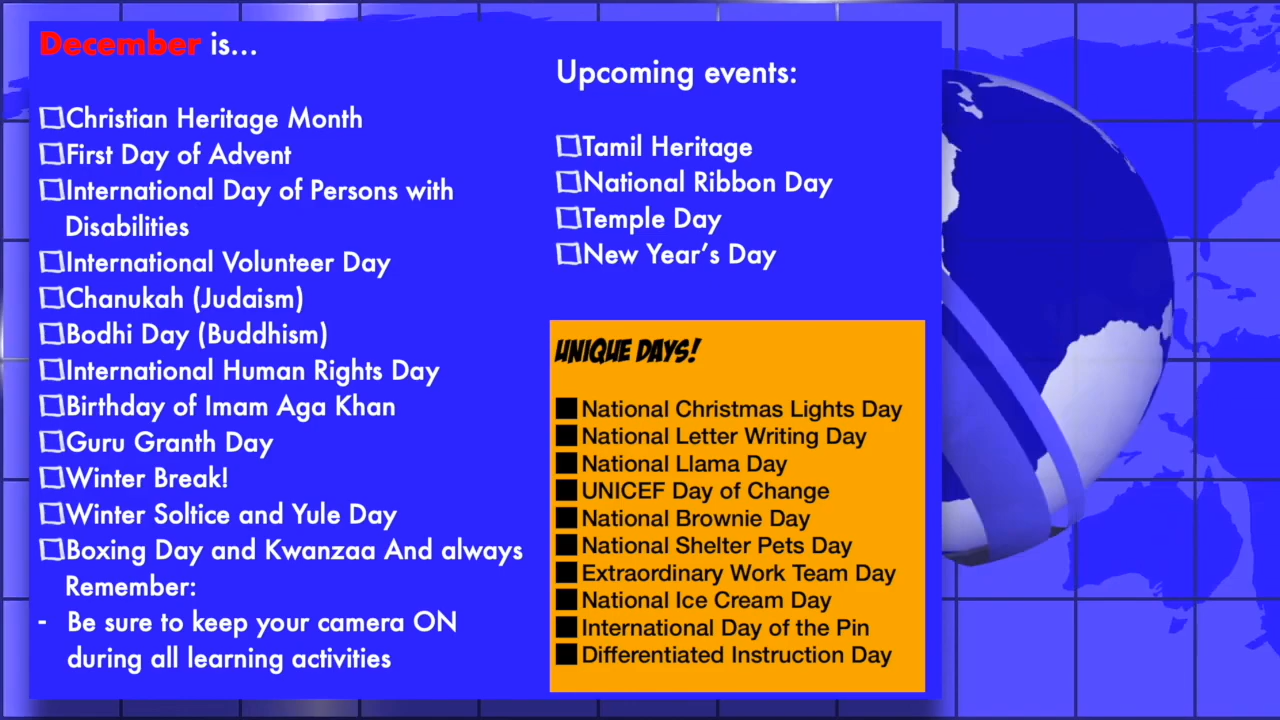 December is...
Christian Heritage Month
First Day of Advent
International Day of Persons with
Disabilities
International Volunteer Day
Chanukah (Judaism)
Bodhi Day (Buddhism)
International Human Rights Day
Birthday of Imam Aga Khan
Guru Granth Day
Winter Break!
Winter Soltice and Yule Day
Boxing Day and Kwanzaa And always
Remember:
- Be sure to keep your camera ON
during all learning activities
Upcoming events:
Tamil Heritage
National Ribbon Day
Temple Day
New Year’s Day
UNIQUE DAYS!
National Christmas Lights Day
National Letter Writing Day
National Llama Day
UNICEF Day of Change
National Brownie Day
National Shelter Pets Day
Extraordinary Work Team Day
National Ice Cream Day
International Day of the Pin
Differentiated Instruction Day